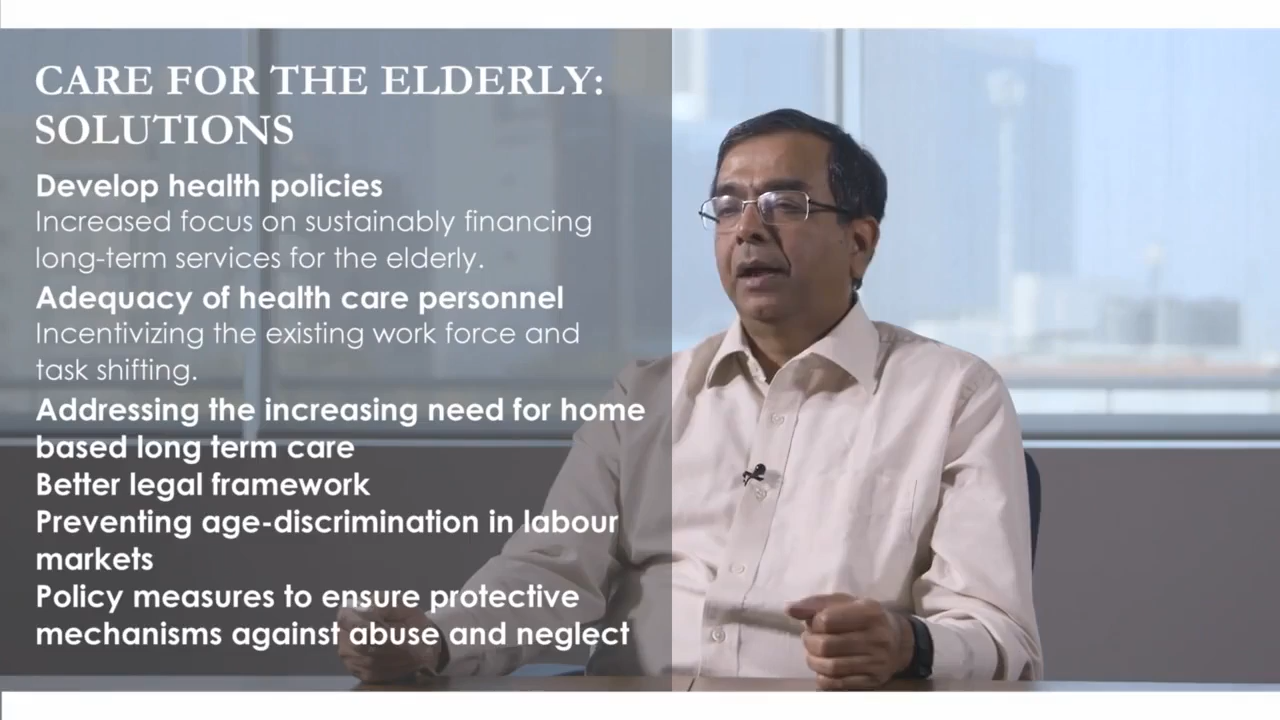 CARE FOR THE ELDERLY:
SOLUTIONS
Develop health policies
Increased focus on sustainably financing
long-term services for the elderly.
Adequacy of health care personnel
Incentivizing the existing work force and
task shifting.
Addressing the increasing need for home
based long term care
Better legal framework
Preventing age-discrimination in labour
markets
Policy measures to ensure protective
mechanisms against abuse and neglect